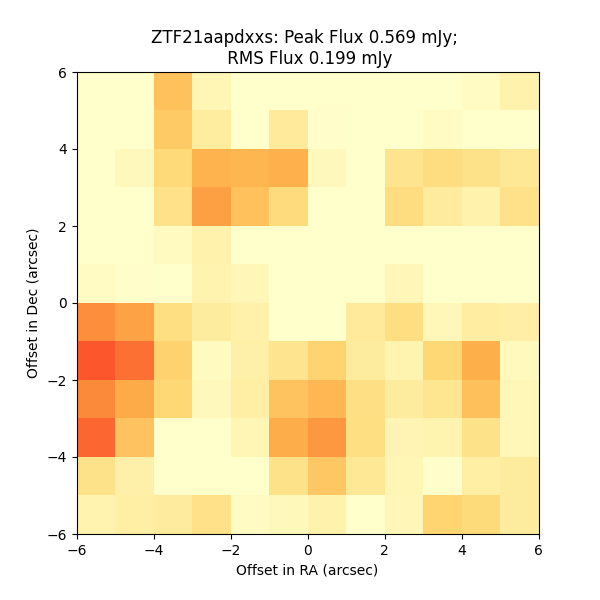 ZTF21aapdxxs: Peak Flux 0.569 mJy;
RMS Flux 0.199 mJy
6
4
2
0
−2
−4
−6
Offset in Dec (arcsec)
−6 −4 −2 0 2 4 6
Offset in RA (arcsec)